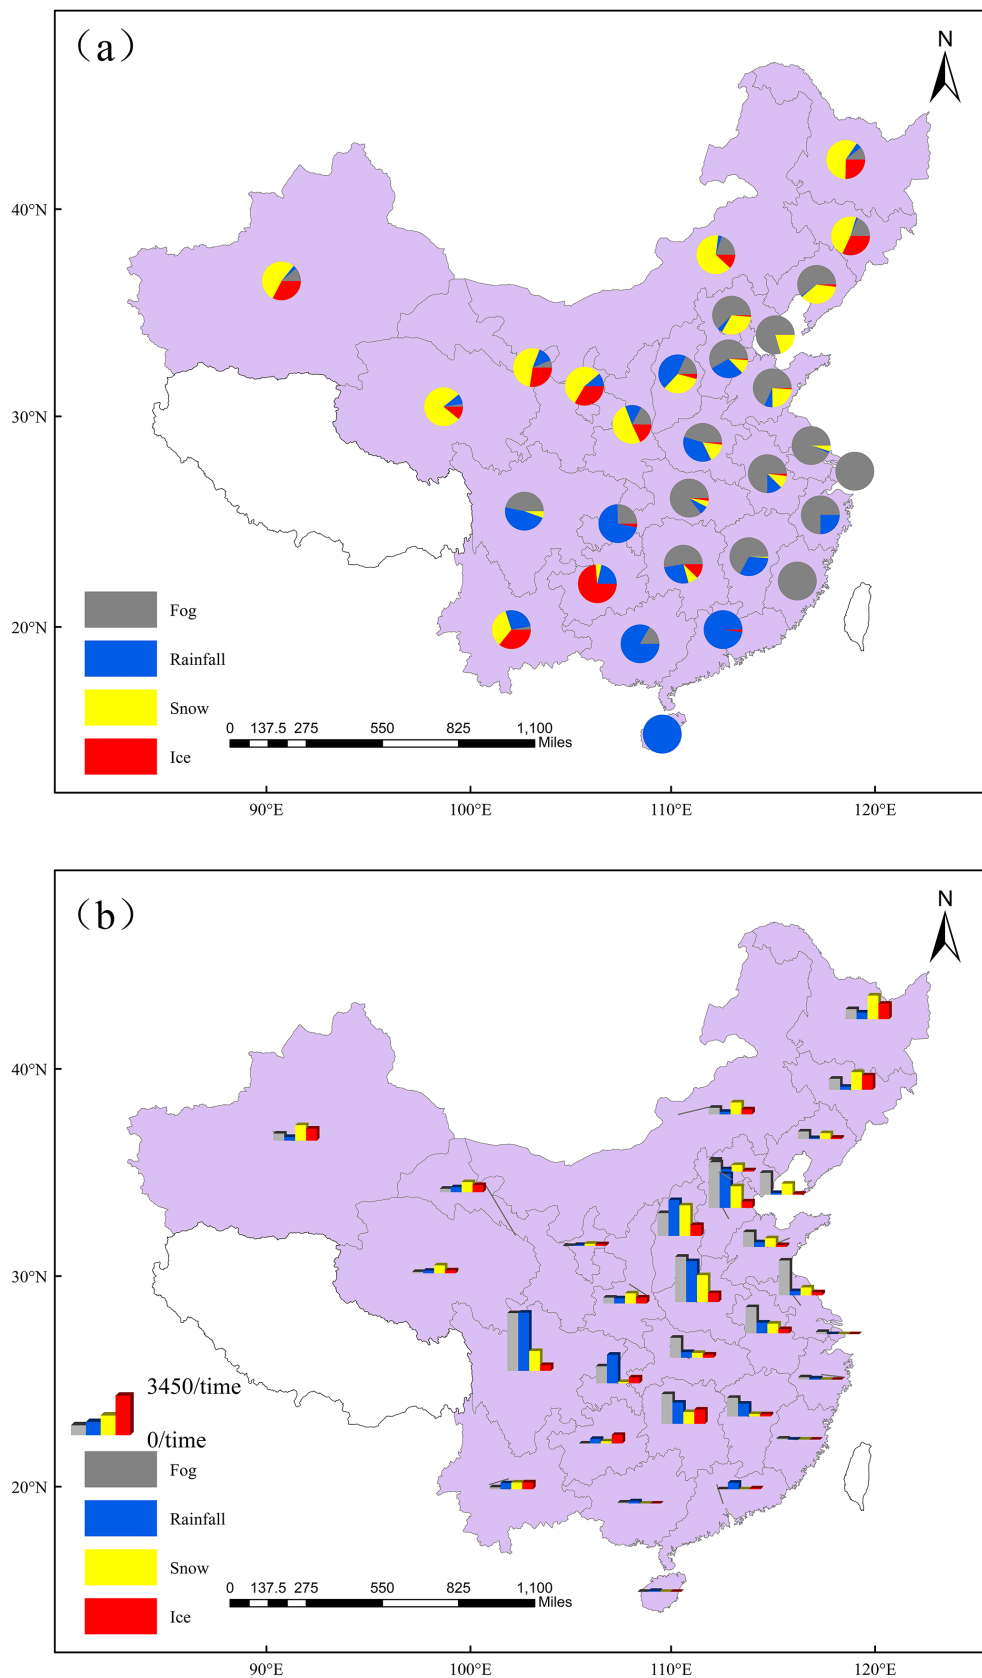 (a)
N
40°N
30°N
20°N
Fog
Rainfall
Snow
Ice
0 137.5 275 550 825 1,100
Miles
90°E 100°E 110°E 120°E
(b)
N
40°N
30°N
20°N
3450/time
0/time
Fog
Rainfall
Snow
Ice
0 137.5 275 550 825 1,100
Miles
90°E 100°E 110°E 120°E